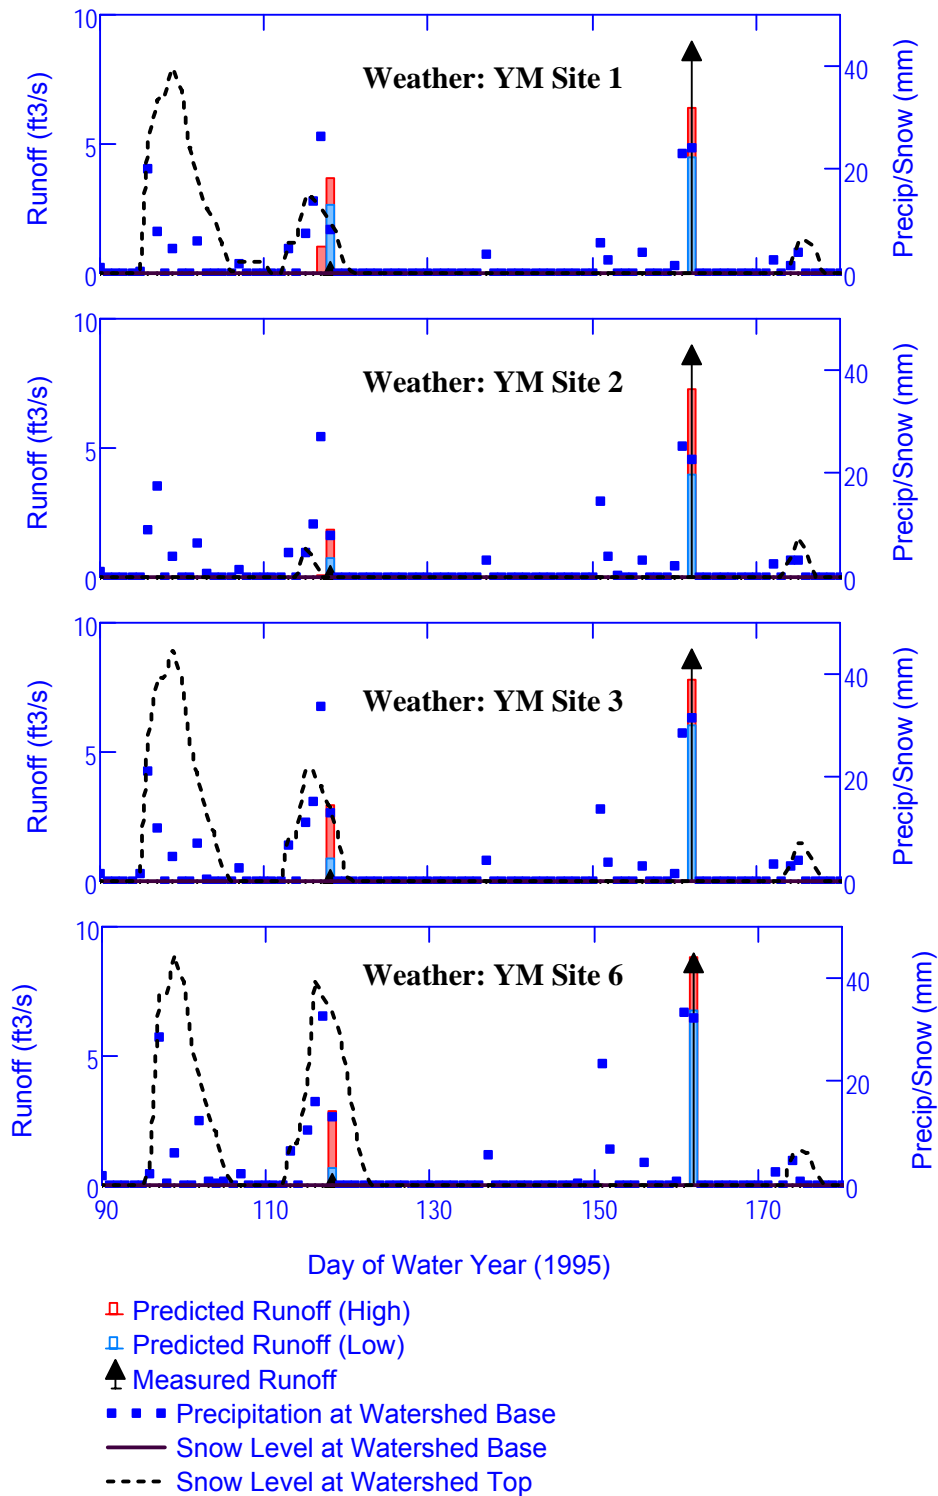 10
Weather: YM Site 1
40
5
20
0
0
Runoff (ft3/s)
Precip/Snow (mm)
10
Weather: YM Site 2
40
5
20
0
0
Runoff (ft3/s)
Precip/Snow (mm)
10
Weather: YM Site 3
40
5
20
0
0
Runoff (ft3/s)
Precip/Snow (mm)
10
Weather: YM Site 6
40
5
20
0
0
Runoff (ft3/s)
Precip/Snow (mm)
90 110 130 150 170
Day of Water Year (1995)
Predicted Runoff (High)
Predicted Runoff (Low)
Measured Runoff
Precipitation at Watershed Base
Snow Level at Watershed Base
Snow Level at Watershed Top